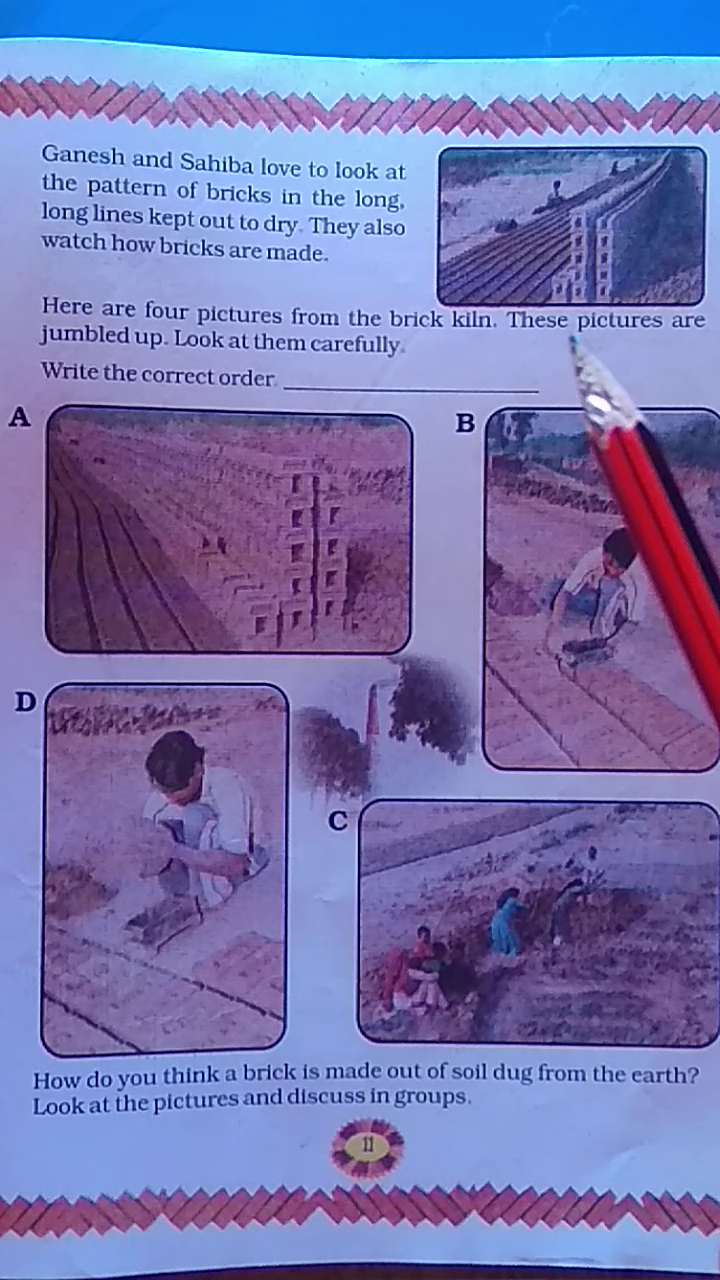 Ganesh and Sahiba love to look at
the pattern of bricks in the long,
long lines kept out to dry. They also
watch how bricks are made.
Here are four pictures from the brick kiln. These pictures are
jumbled up. Look at them carefully.
Write the correct order.
A
B
D
C
How do you think a brick is made out of soil dug from the earth?
Look at the pictures and discuss in groups.
11